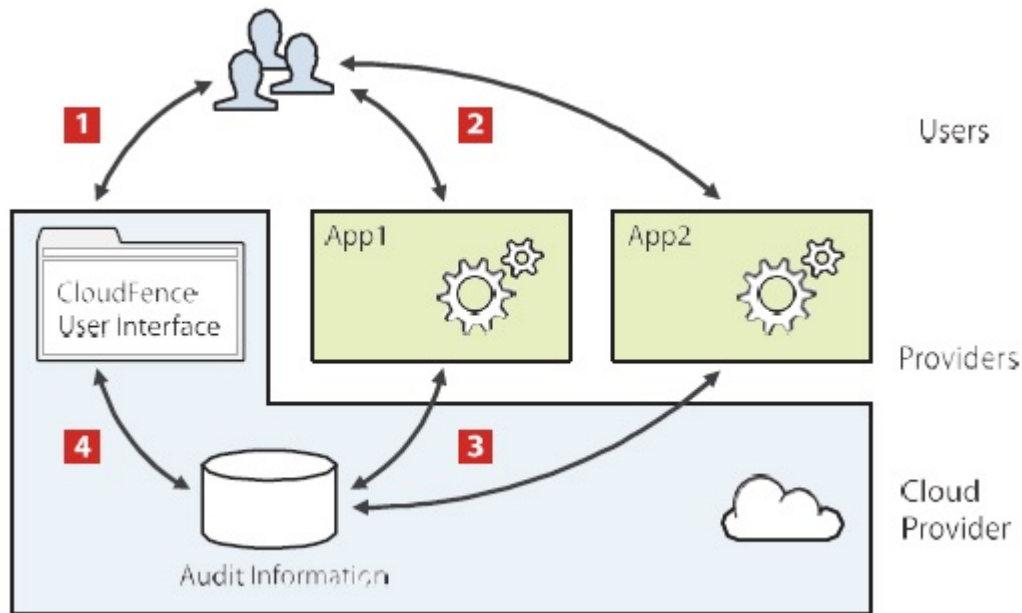 1
2
Users
App1
App2
CloudFence
User Interface
Providers
4
3
Cloud
Provider
Audit Information